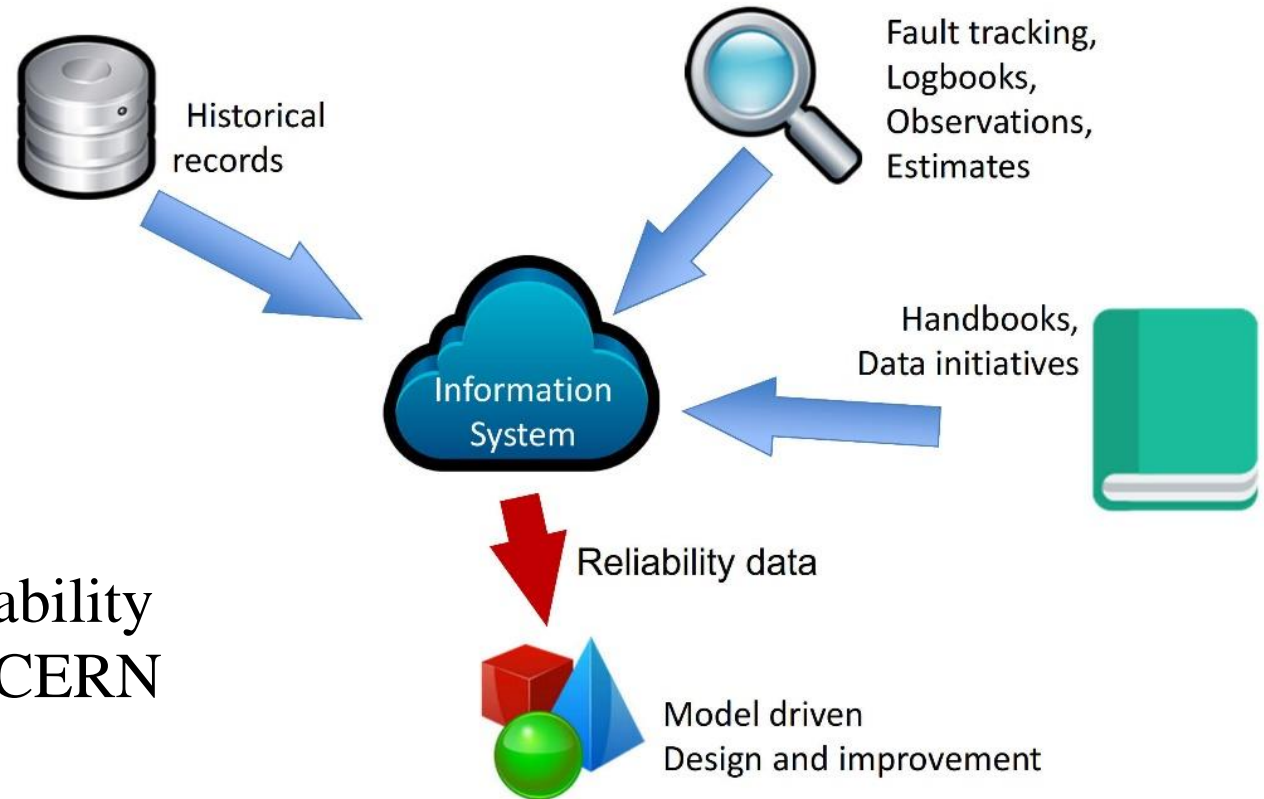 Historical
records
Fault tracking,
Logbooks,
Observations,
Estimates
Handbooks,
Data initiatives
Information
System
Reliability data
ability
CERN
Model driven
Design and improvement